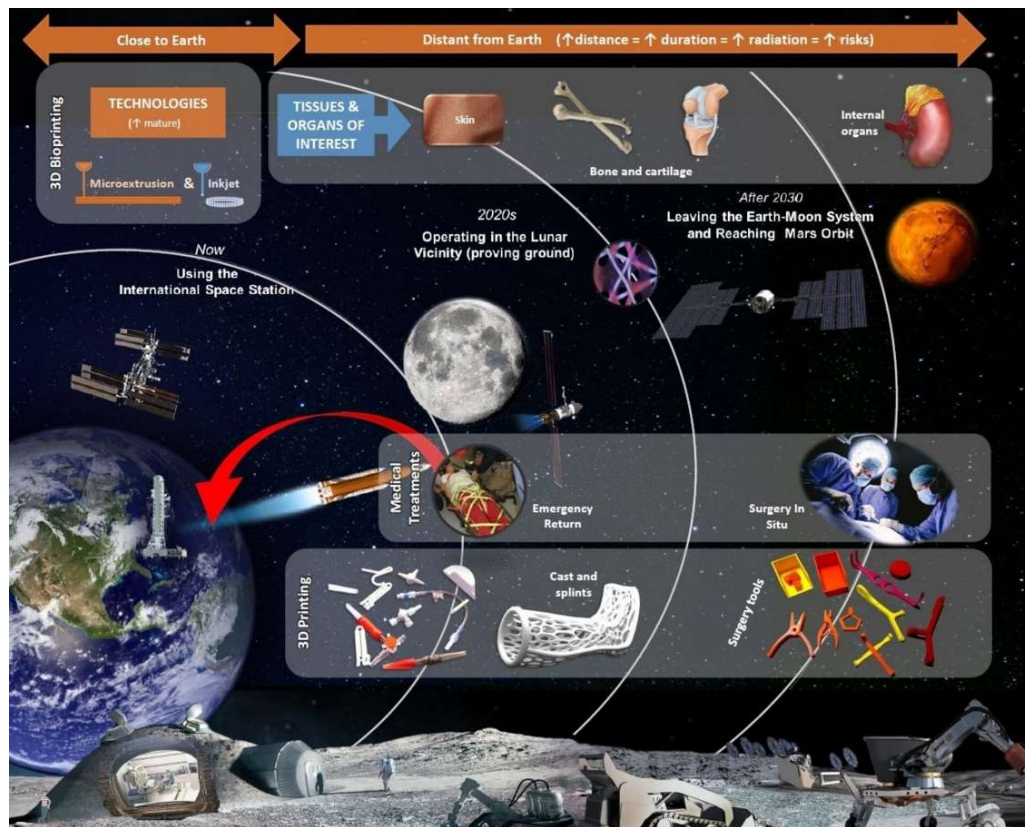 Close to Earth
Distant from Earth (↑distance = ↑ duration = ↑ radiation = ↑ risks)
3D Bioprinting
TECHNOLOGIES
(↑ mature)
Microextrusion & Inkjet
TISSUES &
ORGANS OF
INTEREST
Skin
Bone and cartilage
Internal
organs
Now
Using the
International Space Station
2020s
Operating in the Lunar
Vicinity (proving ground)
After 2030
Leaving the Earth-Moon System
and Reaching Mars Orbit
Medical
Treatments
Emergency
Return
Surgery In
Situ
3D Printing
Cast and
splints
Surgery tools